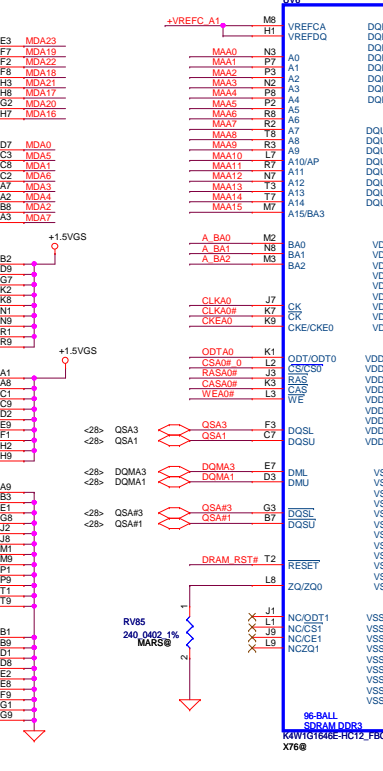 E3 MDA23
F7 MDA19
F2 MDA22
F8 MDA18
H3 MDA21
H8 MDA17
G2 MDA20
H7 MDA16
D7 MDA0
C3 MDA5
C8 MDA1
C2 MDA6
A7 MDA3
A2 MDA4
B8 MDA2
A3 MDA7
+1.5VGS
B2
D9
G7
K2
K8
N1
N9
R1
R9
+1.5VGS
A1
A8
C1
C9
D2
E9
F1
H2
H9
A9
B3
E1
G8
J2
J8
M1
M9
P1
P9
T1
T9
B1
B9
D1
D8
E2
E8
F9
G1
G9
+VREFC_A1 M8 VREFCA
H1 VREFDQ
MAA0 N3 A0
MAA1 P7 A1
MAA2 P3 A2
MAA3 N2 A3
MAA4 P8 A4
MAA5 P2 A5
MAA6 R8 A6
MAA7 R2 A7
MAA8 T8 A8
MAA9 R3 A9
MAA10 L7 A10/AP
MAA11 R7 A11
MAA12 N7 A12
MAA13 T3 A13
MAA14 T7 A14
MAA15 M7 A15/BA3
A_BA0 M2 BA0
A_BA1 N8 BA1
A_BA2 M3 BA2
CLKA0 J7 CK
CLKA0# K7 CK
CKEA0 K9 CKE/CKE0
ODTA0 K1 ODT/ODT0
CSA0#_0 L2 CS/CS0
RASA0# J3 RAS
CASA0# K3 CAS
WEA0# L3 WE
<28> QSA3 QSA3 F3 DQSL
<28> QSA1 QSA1 C7 DQSU
<28> DQMA3 DQMA3 E7 DML
<28> DQMA1 DQMA1 D3 DMU
<28> QSA#3 QSA#3 G3 DQSL
<28> QSA#1 QSA#1 B7 DQSU
DRAM_RST# T2 RESET
L8 ZQ/ZQ0
1
RV85
240_0402_1%
MARS@
2
J1 NC/ODT1
L1 NC/CS1
J9 NC/CE1
L9 NCZQ1
96-BALL
SDRAM DDR3
K4W1G1646E-HC12_FBG
X76@